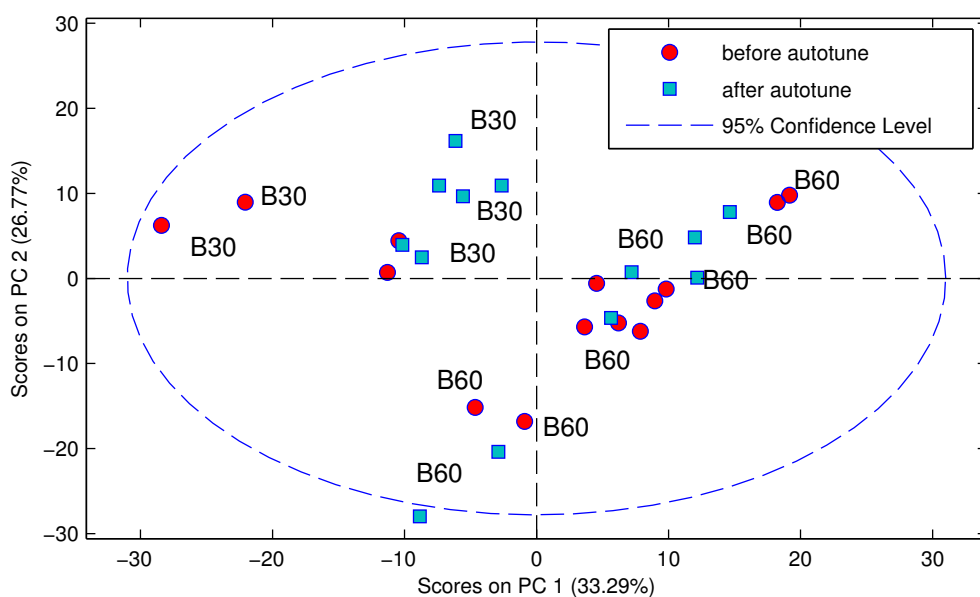 30
20
10
0
−10
−20
−30
−30
−20
−10
0
10
20
30
Scores on PC 1 (33.29%)
Scores on PC 2 (26.77%)
before autotune
after autotune
95% Confidence Level
B30
B30
B30
B30
B30
B60
B60
B60
B60
B60
B60
B60
B60